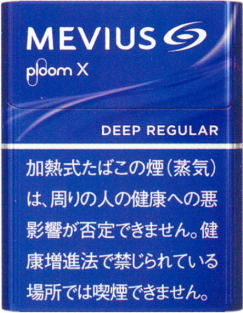 MEVIUS
ploom X
DEEP REGULAR
加熱式たばこの煙（蒸気）
は、周りの人の健康への悪
影響が否定できません。健
康増進法で禁じられている
場所では喫煙できません。